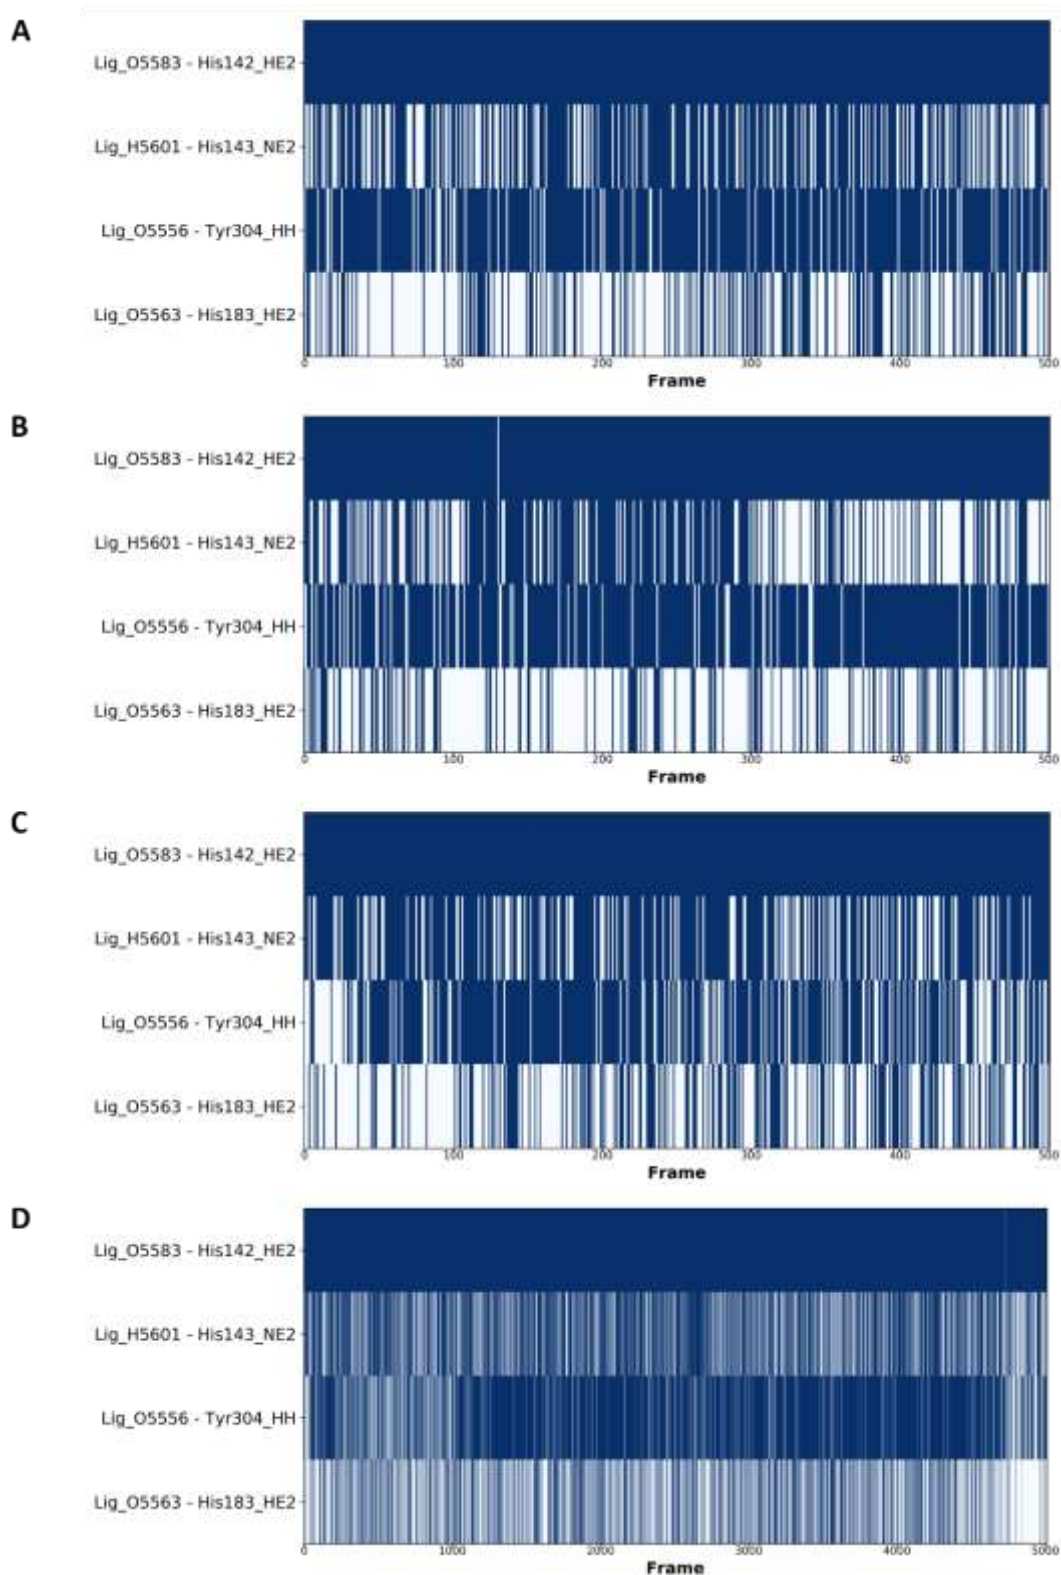 A
Lig_O5583 - His142_HE2
Lig_H5601 - His143_NE2
Lig_O5556 - Tyr304_HH
Lig_O5563 - His183_HE2
0 100 200 300 400 500
Frame
B
Lig_O5583 - His142_HE2
Lig_H5601 - His143_NE2
Lig_O5556 - Tyr304_HH
Lig_O5563 - His183_HE2
0 100 200 300 400 500
Frame
C
Lig_O5583 - His142_HE2
Lig_H5601 - His143_NE2
Lig_O5556 - Tyr304_HH
Lig_O5563 - His183_HE2
0 100 200 300 400 500
Frame
D
Lig_O5583 - His142_HE2
Lig_H5601 - His143_NE2
Lig_O5556 - Tyr304_HH
Lig_O5563 - His183_HE2
0 1000 2000 3000 4000 5000
Frame